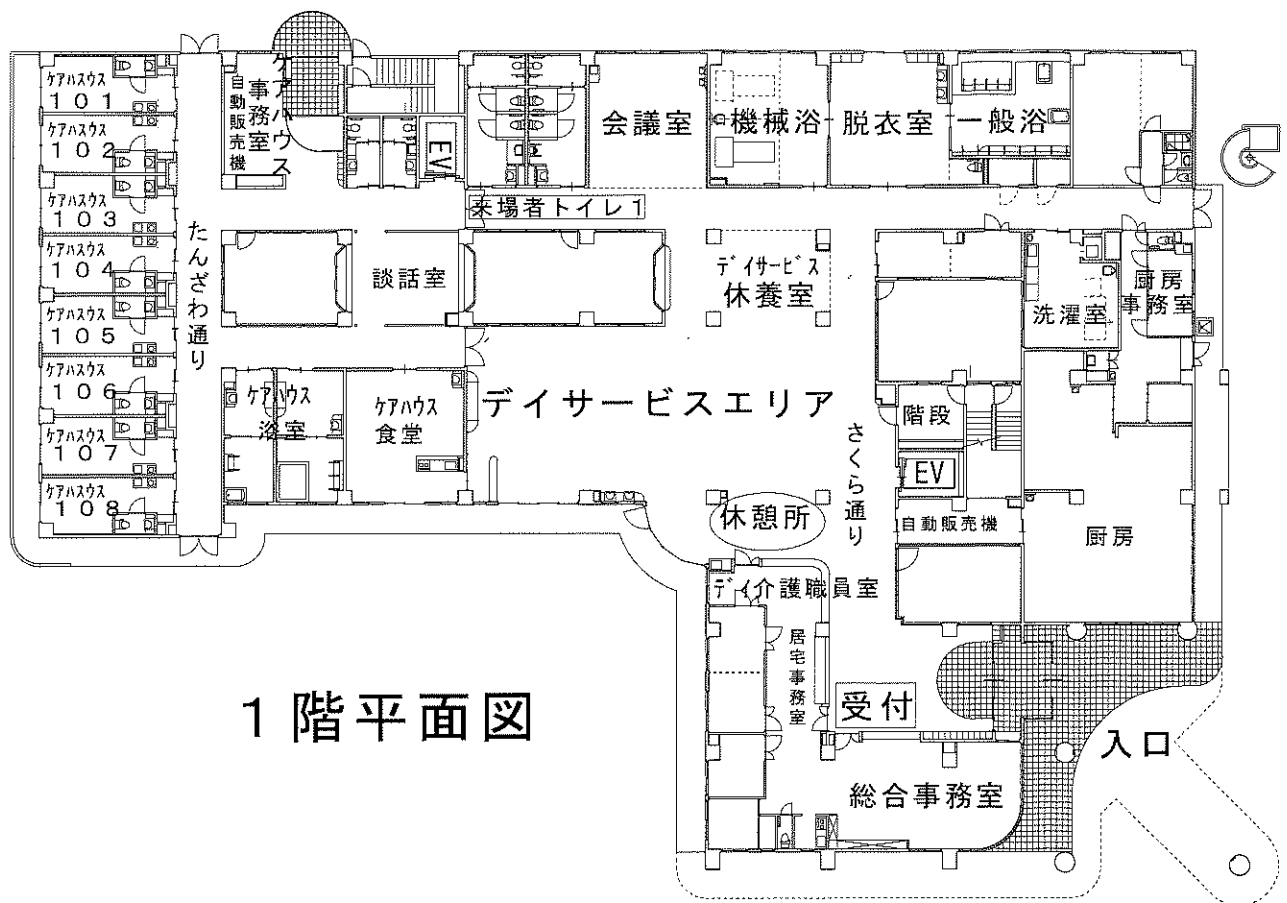 ケアハスウス
101
ケアハスウス
102
ケアハスウス
103
ケアハスウス
104
ケアハスウス
105
ケアハスウス
106
ケアハスウス
107
ケアハスウス
108
たんざわ通り
自動販売機
ケアハウス
事務室
EV
来場者トイレ1
会議室
機械浴
脱衣室
一般浴
談話室
デイサービス
休養室
洗濯室
厨房
事務室
ケアハウス
浴室
ケアハウス
食堂
デイサービスエリア
さくら通り
階段
EV
自動販売機
厨房
休憩所
デイ介護職員室
居宅事務室
受付
総合事務室
入口
1階平面図